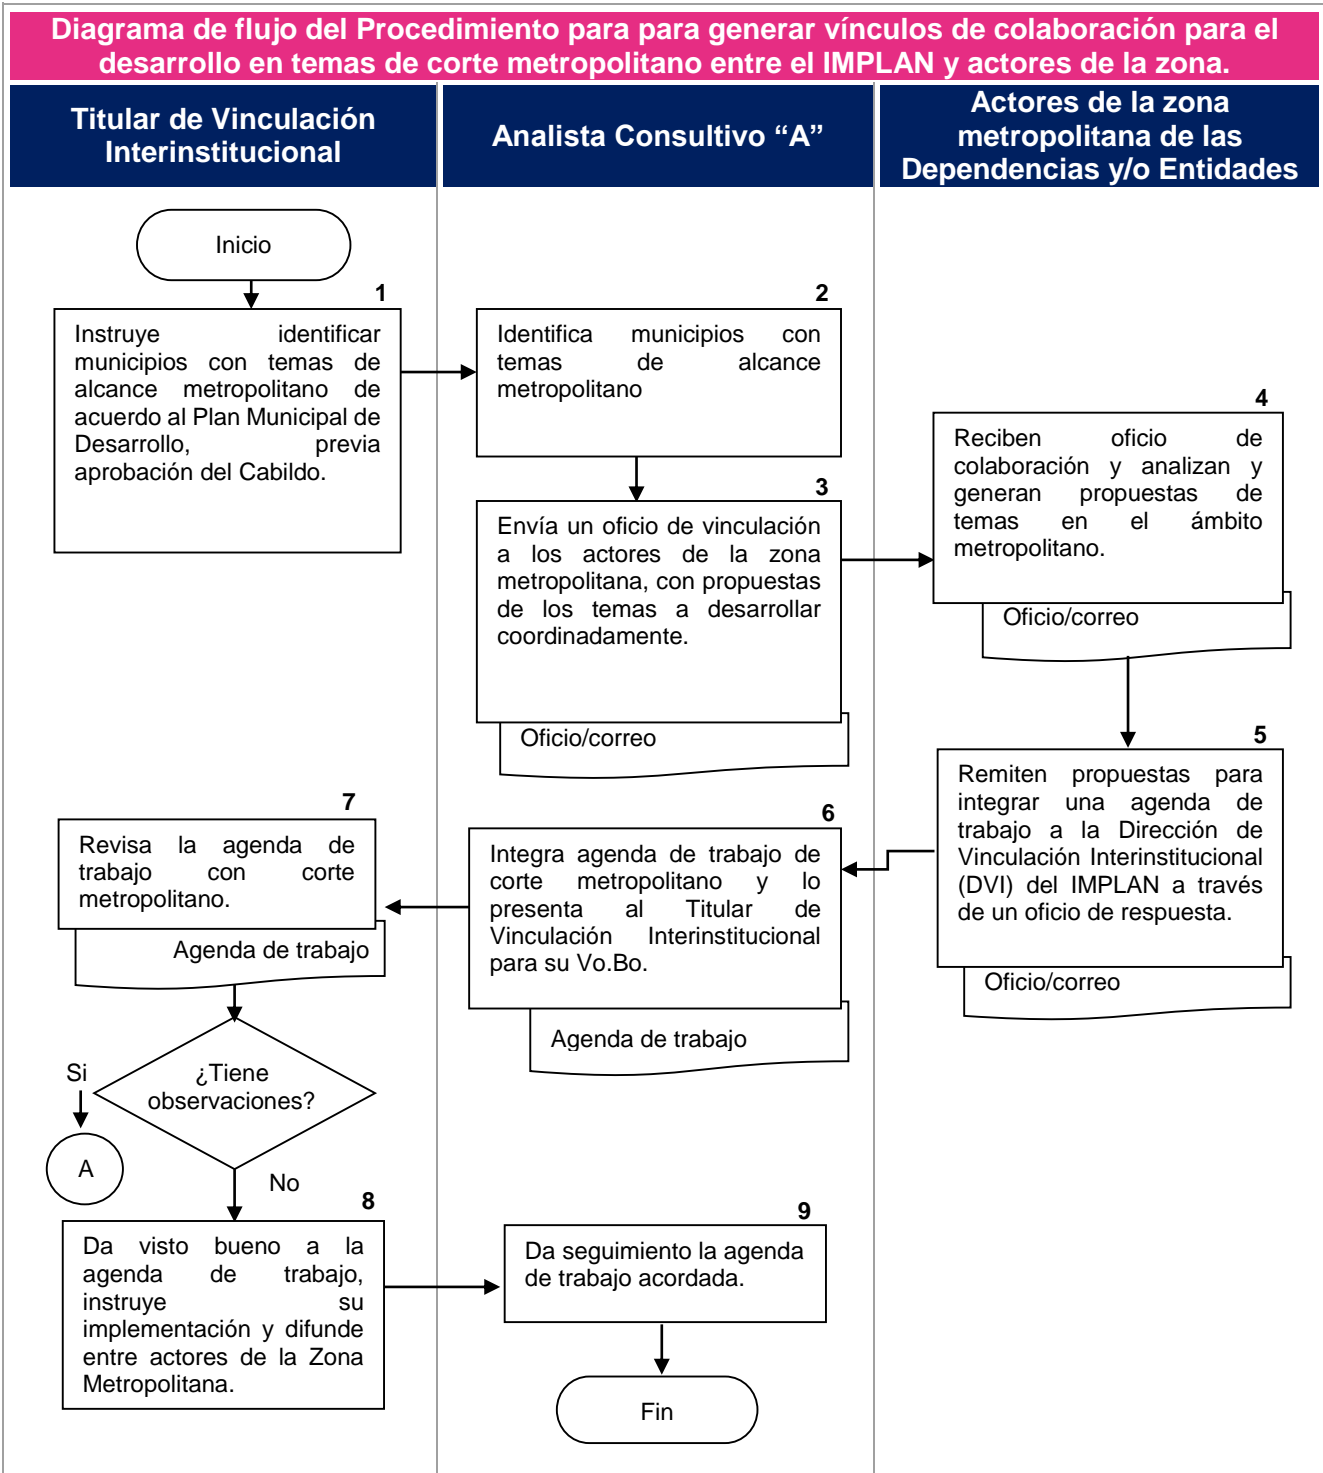 Diagrama de flujo del Procedimiento para para generar vínculos de colaboración para el
desarrollo en temas de corte metropolitano entre el IMPLAN y actores de la zona.
Titular de Vinculación
Interinstitucional
Analista Consultivo “A”
Actores de la zona
metropolitana de las
Dependencias y/o Entidades
Inicio
1
Instruye identificar
municipios con temas de
alcance metropolitano de
acuerdo al Plan Municipal de
Desarrollo, previa
aprobación del Cabildo.
2
Identifica municipios con
temas de alcance
metropolitano
3
Envía un oficio de vinculación
a los actores de la zona
metropolitana, con propuestas
de los temas a desarrollar
coordinadamente.
Oficio/correo
4
Reciben oficio de
colaboración y analizan y
generan propuestas de
temas en el ámbito
metropolitano.
Oficio/correo
5
Remiten propuestas para
integrar una agenda de
trabajo a la Dirección de
Vinculación Interinstitucional
(DVI) del IMPLAN a través
de un oficio de respuesta.
Oficio/correo
6
Integra agenda de trabajo de
corte metropolitano y lo
presenta al Titular de
Vinculación Interinstitucional
para su Vo.Bo.
Agenda de trabajo
7
Revisa la agenda de
trabajo con corte
metropolitano.
Agenda de trabajo
¿Tiene
observaciones?
Si
A
No
8
Da visto bueno a la
agenda de trabajo,
instruye su
implementación y difunde
entre actores de la Zona
Metropolitana.
9
Da seguimiento la agenda
de trabajo acordada.
Fin